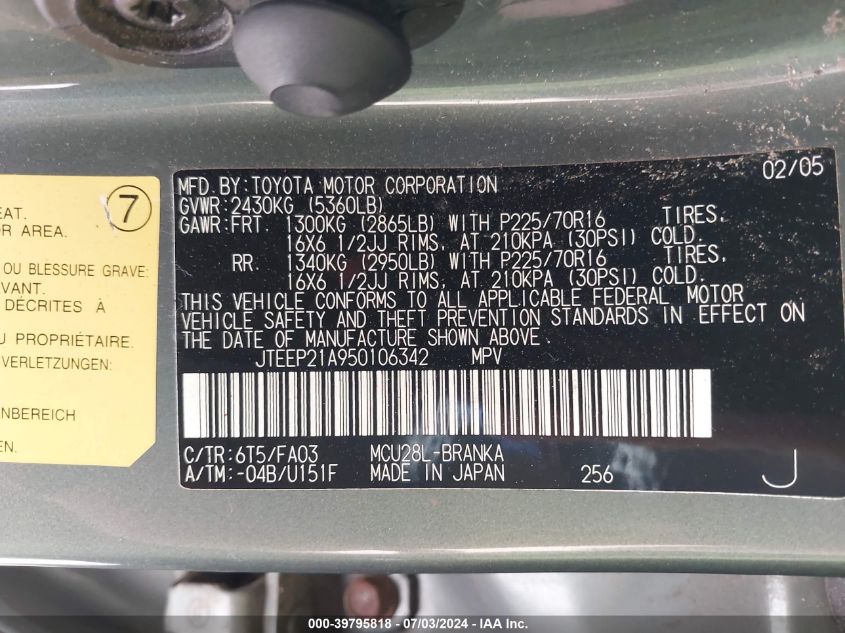 7
EAT.
OR AREA.
OU BLESSURE GRAVE:
AVANT.
DÉCRITES À
U PROPRIÉTAIRE.
VERLETZUNGEN:
NBEREICH
EN.
02/05
MFD. BY: TOYOTA MOTOR CORPORATION
GVWR: 2430KG (5360LB)
GAWR: FRT. 1300KG (2865LB) WITH P225/70R16 TIRES,
16X6 1/2JJ RIMS, AT 210KPA (30PSI) COLD.
RR. 1340KG (2950LB) WITH P225/70R16 TIRES,
16X6 1/2JJ RIMS, AT 210KPA (30PSI) COLD.
THIS VEHICLE CONFORMS TO ALL APPLICABLE FEDERAL MOTOR
VEHICLE SAFETY AND THEFT PREVENTION STANDARDS IN EFFECT ON
THE DATE OF MANUFACTURE SHOWN ABOVE.
JTEEP21A950106342 MPV
C/TR: 6T5/FA03 MCU28L-BRANKA
A/TM: -04B/U151F MADE IN JAPAN 256 J
000-39795818 - 07/03/2024 - IMAGE COPYRIGHT IAA, LLC.